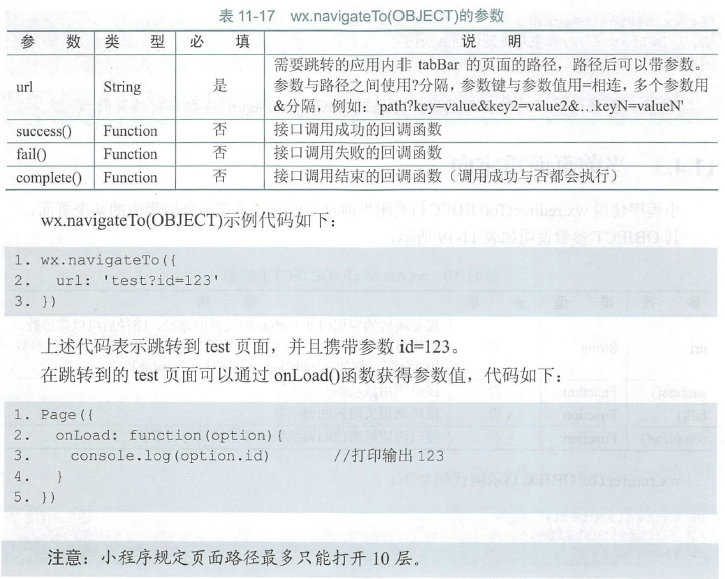 表 11-17 wx.navigateTo(OBJECT)的参数
参 数 类 型 必 填 说 明
url String 是 需要跳转的应用内非 tabBar 的页面的路径，路径后可以带参数。
参数与路径之间使用?分隔，参数键与参数值用=相连，多个参数用
&分隔，例如：'path?key=value&key2=value2&…keyN=valueN'
success() Function 否 接口调用成功的回调函数
fail() Function 否 接口调用失败的回调函数
complete() Function 否 接口调用结束的回调函数（调用成功与否都会执行）
wx.navigateTo(OBJECT)示例代码如下：
1. wx.navigateTo({
2. url: 'test?id=123'
3. })
上述代码表示跳转到 test 页面，并且携带参数 id=123。
在跳转到的 test 页面可以通过 onLoad()函数获得参数值，代码如下：
1. Page({
2. onLoad: function(option){
3. console.log(option.id) //打印输出 123
4. }
5. })
注意：小程序规定页面路径最多只能打开 10 层。